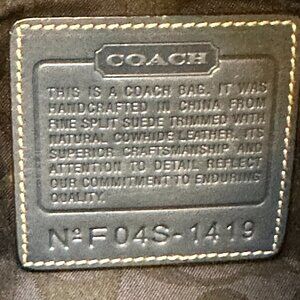 COACH
THIS IS A COACH BAG. IT WAS
HANDCRAFTED IN CHINA FROM
FINE SPLIT SUEDE TRIMMED WITH
NATURAL COWHIDE LEATHER. ITS
SUPERIOR CRAFTSMANSHIP AND
ATTENTION TO DETAIL REFLECT
OUR COMMITMENT TO ENDURING
QUALITY.
Nº F04S-1419